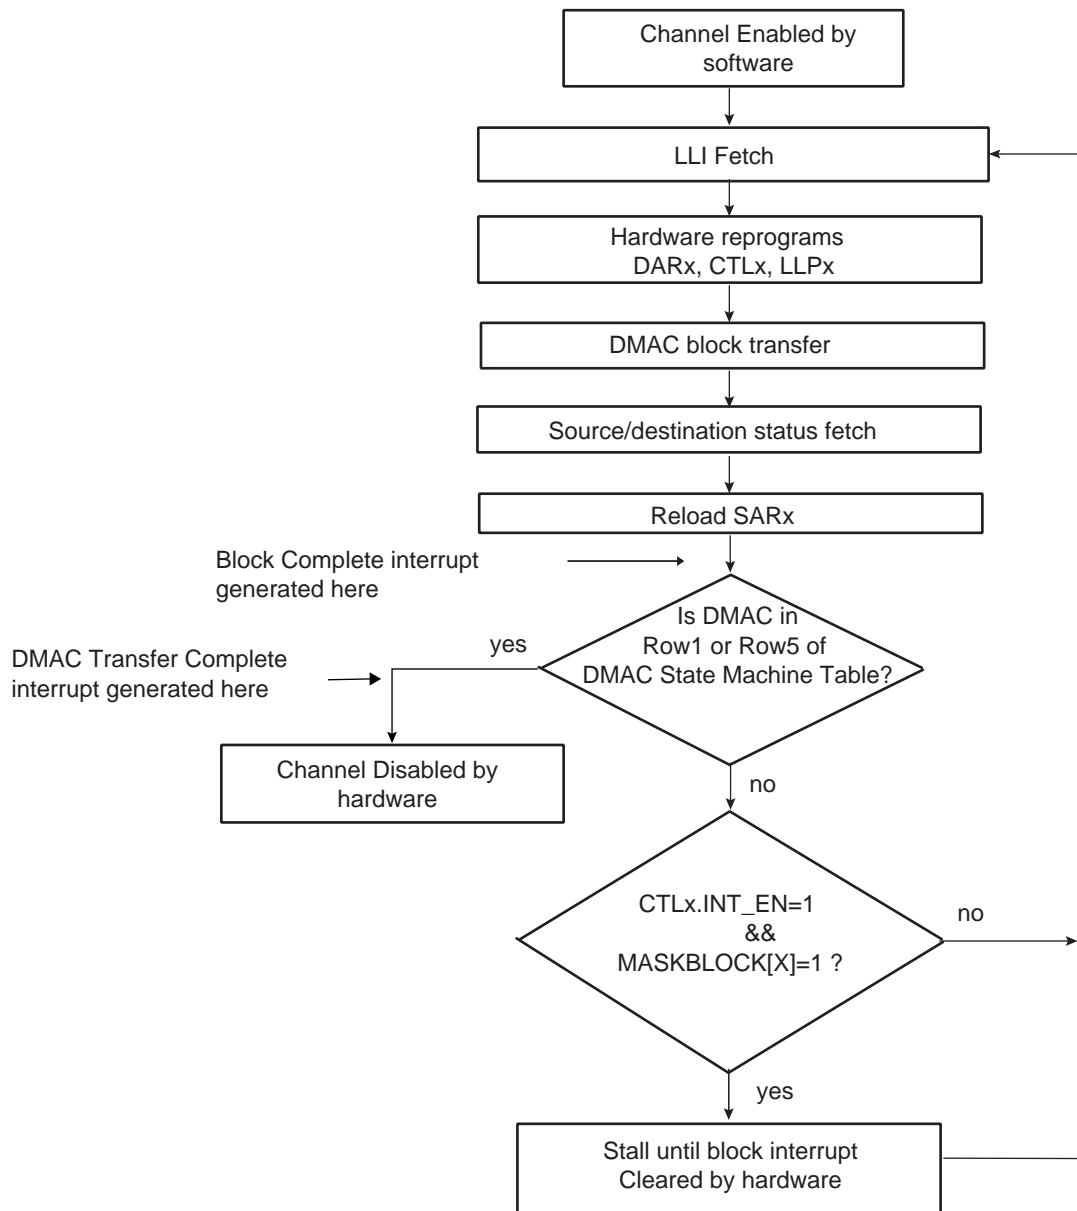 Channel Enabled by
software
LLI Fetch
Hardware reprograms
DARx, CTLx, LLPx
DMAC block transfer
Source/destination status fetch
Reload SARx
Block Complete interrupt
generated here
Is DMAC in
Row1 or Row5 of
DMAC State Machine Table?
yes
DMAC Transfer Complete
interrupt generated here
Channel Disabled by
hardware
no
CTLx.INT_EN=1
&&
MASKBLOCK[X]=1 ?
no
yes
Stall until block interrupt
Cleared by hardware